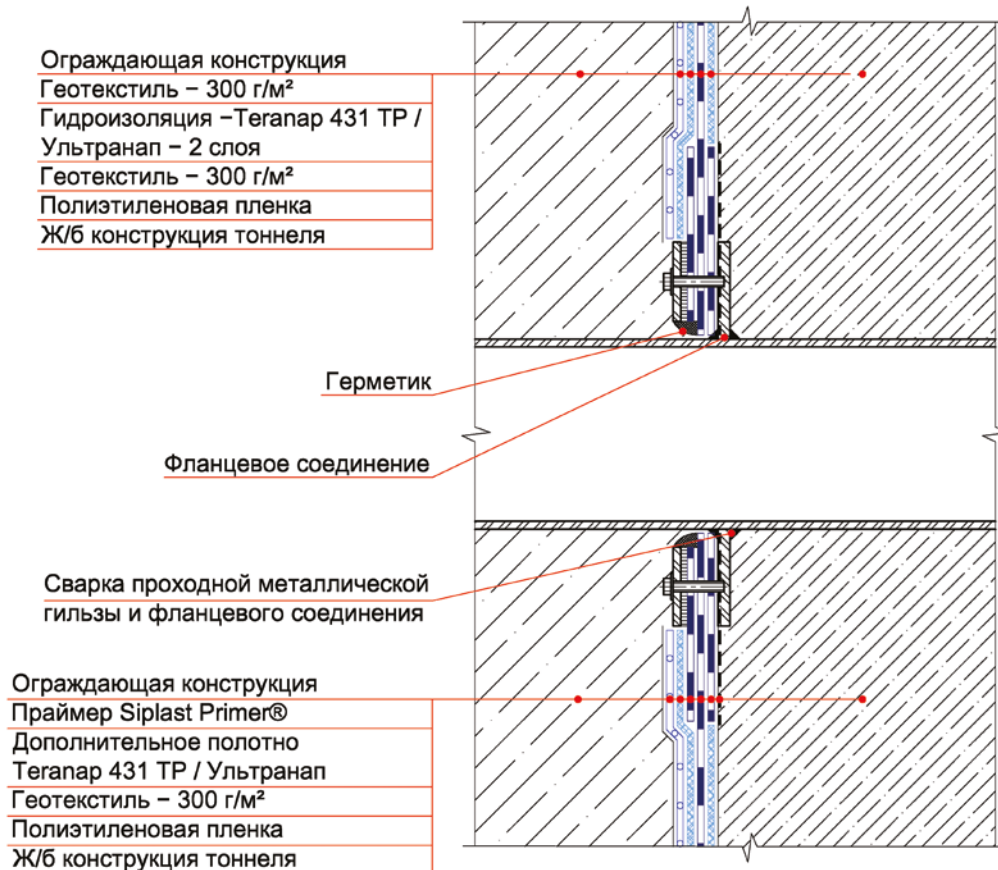 Ограждающая конструкция
Геотекстиль – 300 г/м²
Гидроизоляция –Teranap 431 TP /
Ультранап – 2 слоя
Геотекстиль – 300 г/м²
Полиэтиленовая пленка
Ж/б конструкция тоннеля
Герметик
Фланцевое соединение
Сварка проходной металлической
гильзы и фланцевого соединения
Ограждающая конструкция
Праймер Siplast Primer®
Дополнительное полотно
Teranap 431 TP / Ультранап
Геотекстиль – 300 г/м²
Полиэтиленовая пленка
Ж/б конструкция тоннеля